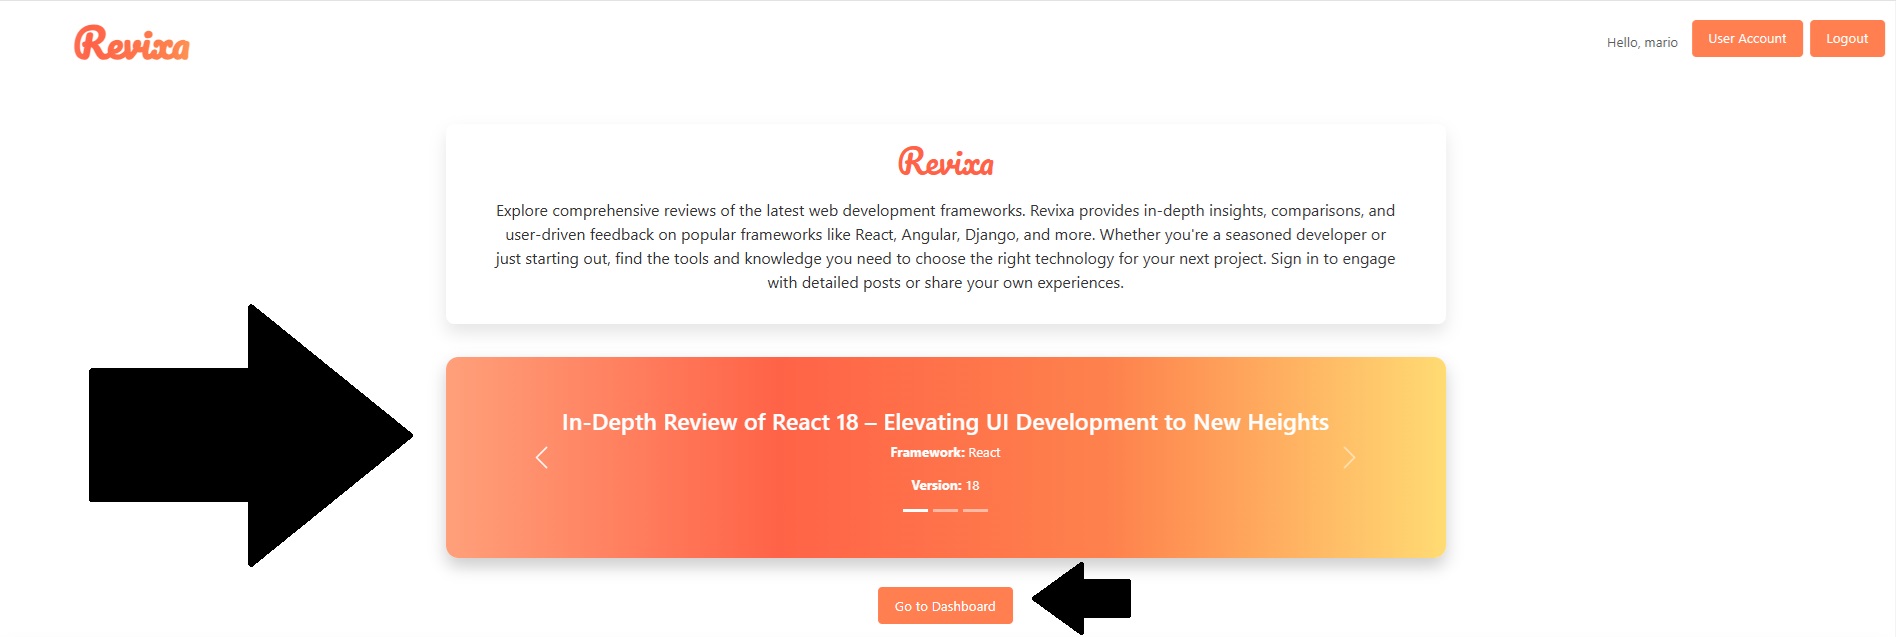 Revixa
Hello, mario
User Account
Logout
Revixa
Explore comprehensive reviews of the latest web development frameworks. Revixa provides in-depth insights, comparisons, and
user-driven feedback on popular frameworks like React, Angular, Django, and more. Whether you're a seasoned developer or
just starting out, find the tools and knowledge you need to choose the right technology for your next project. Sign in to engage
with detailed posts or share your own experiences.
In-Depth Review of React 18 – Elevating UI Development to New Heights
Framework: React
Version: 18
Go to Dashboard